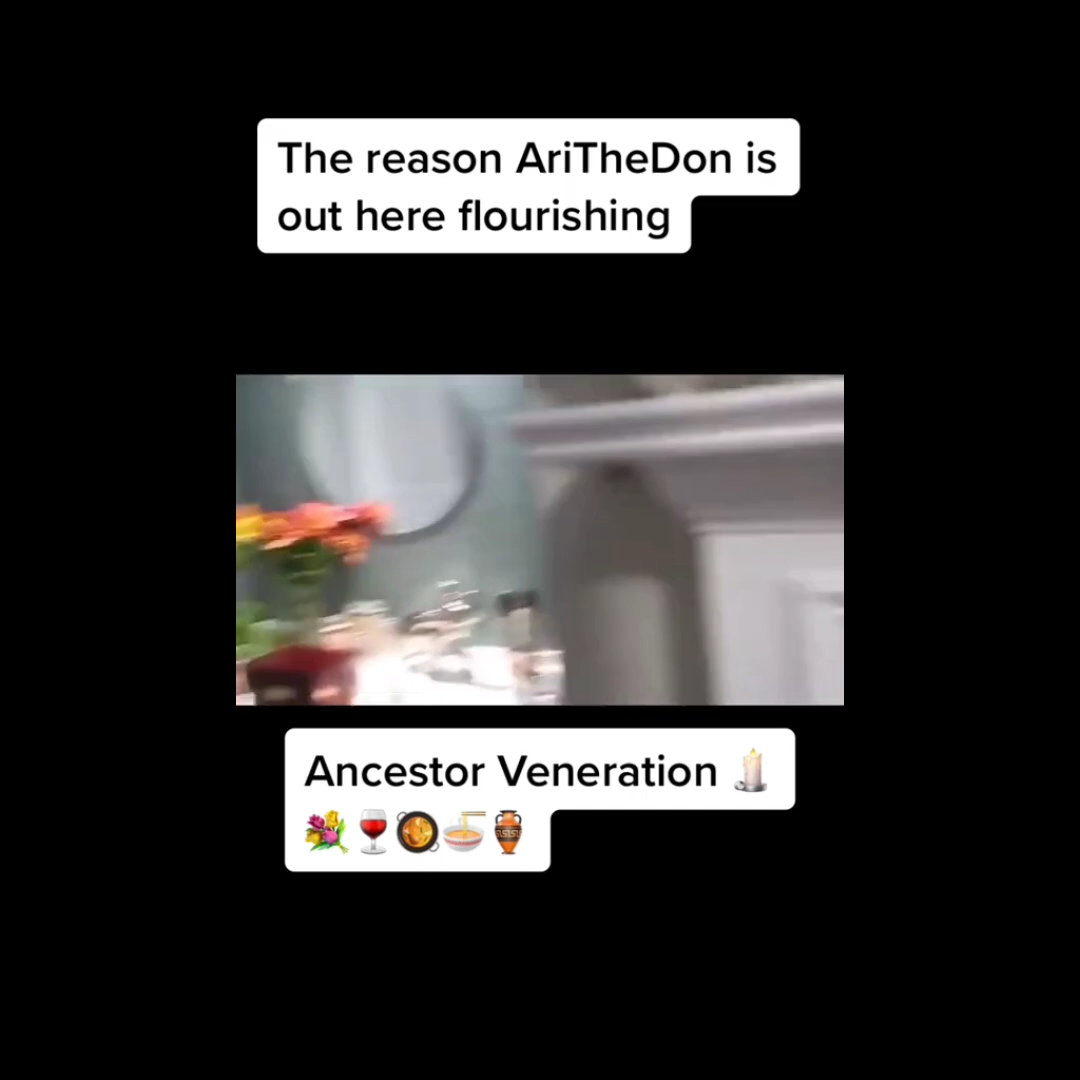 The reason AriTheDon is
out here flourishing
Ancestor Veneration 🕯️
💐🍷🥘🍜🏺